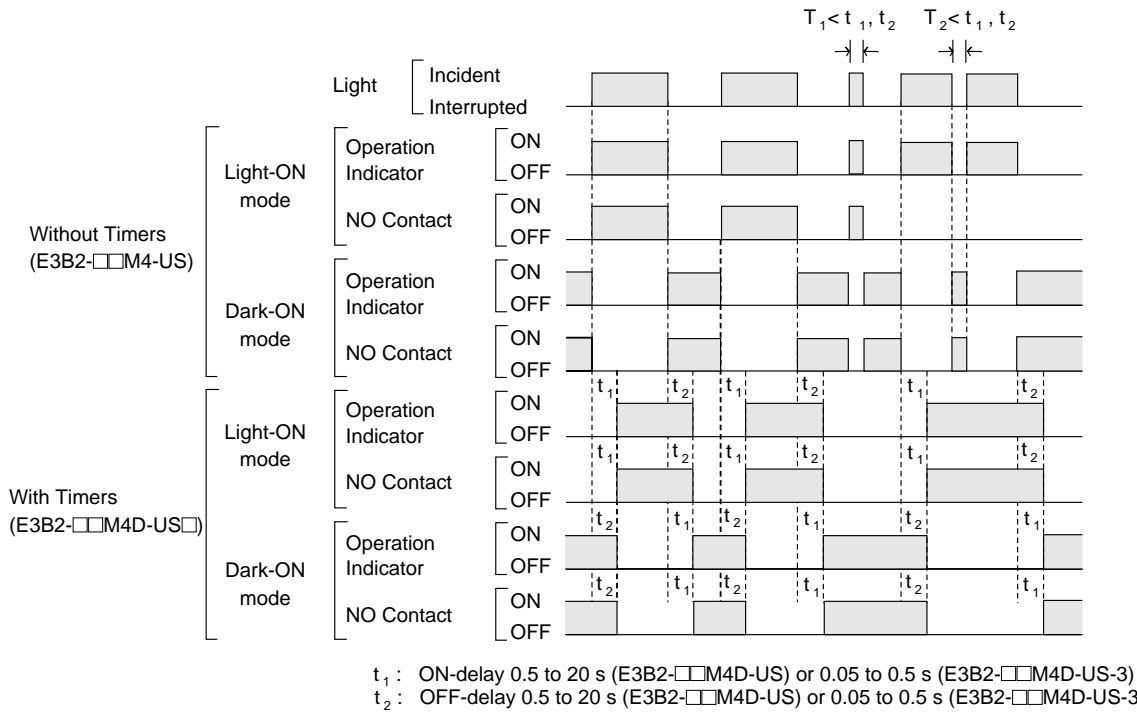 T1< t 1 , t 2
T2< t 1 , t 2
Light
Incident
Interrupted
Without Timers
(E3B2-□□M4-US)
Light-ON
mode
Operation
Indicator
ON
OFF
NO Contact
ON
OFF
Dark-ON
mode
Operation
Indicator
ON
OFF
NO Contact
ON
OFF
With Timers
(E3B2-□□M4D-US□)
Light-ON
mode
Operation
Indicator
ON
OFF
t1 t2 t1 t2 t1 t2
NO Contact
ON
OFF
t1 t2 t1 t2 t1 t2
Dark-ON
mode
Operation
Indicator
ON
OFF
t2 t1 t2 t1 t2 t1
NO Contact
ON
OFF
t2 t1 t2 t1 t2 t1
t 1 : ON-delay 0.5 to 20 s (E3B2-□□M4D-US) or 0.05 to 0.5 s (E3B2-□□M4D-US-3)
t 2 : OFF-delay 0.5 to 20 s (E3B2-□□M4D-US) or 0.05 to 0.5 s (E3B2-□□M4D-US-3